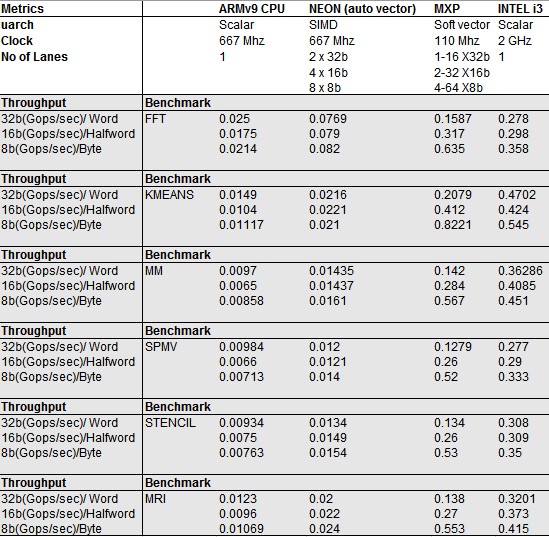 Metrics ARMv9 CPU NEON (auto vector) MXP INTEL i3
uarch Scalar SIMD Soft vector Scalar
Clock 667 Mhz 667 Mhz 110 Mhz 2 GHz
No of Lanes 1 2 x 32b 1-16 X32b 1
4 x 16b 2-32 X16b
8 x 8b 4-64 X8b
Throughput Benchmark
32b(Gops/sec)/ Word FFT 0.025 0.0769 0.1587 0.278
16b(Gops/sec)/Halfword 0.0175 0.079 0.317 0.298
8b(Gops/sec)/Byte 0.0214 0.082 0.635 0.358
Throughput Benchmark
32b(Gops/sec)/ Word KMEANS 0.0149 0.0216 0.2079 0.4702
16b(Gops/sec)/Halfword 0.0104 0.0221 0.412 0.424
8b(Gops/sec)/Byte 0.01117 0.021 0.8221 0.545
Throughput Benchmark
32b(Gops/sec)/ Word MM 0.0097 0.01435 0.142 0.36286
16b(Gops/sec)/Halfword 0.0065 0.01437 0.284 0.4085
8b(Gops/sec)/Byte 0.00858 0.0161 0.567 0.451
Throughput Benchmark
32b(Gops/sec)/ Word SPMV 0.00984 0.012 0.1279 0.277
16b(Gops/sec)/Halfword 0.0066 0.0121 0.26 0.29
8b(Gops/sec)/Byte 0.00713 0.014 0.52 0.333
Throughput Benchmark
32b(Gops/sec)/ Word STENCIL 0.00934 0.0134 0.134 0.308
16b(Gops/sec)/Halfword 0.0075 0.0149 0.26 0.309
8b(Gops/sec)/Byte 0.00763 0.0154 0.53 0.35
Throughput Benchmark
32b(Gops/sec)/ Word MRI 0.0123 0.02 0.138 0.3201
16b(Gops/sec)/Halfword 0.0096 0.022 0.27 0.373
8b(Gops/sec)/Byte 0.01069 0.024 0.553 0.415